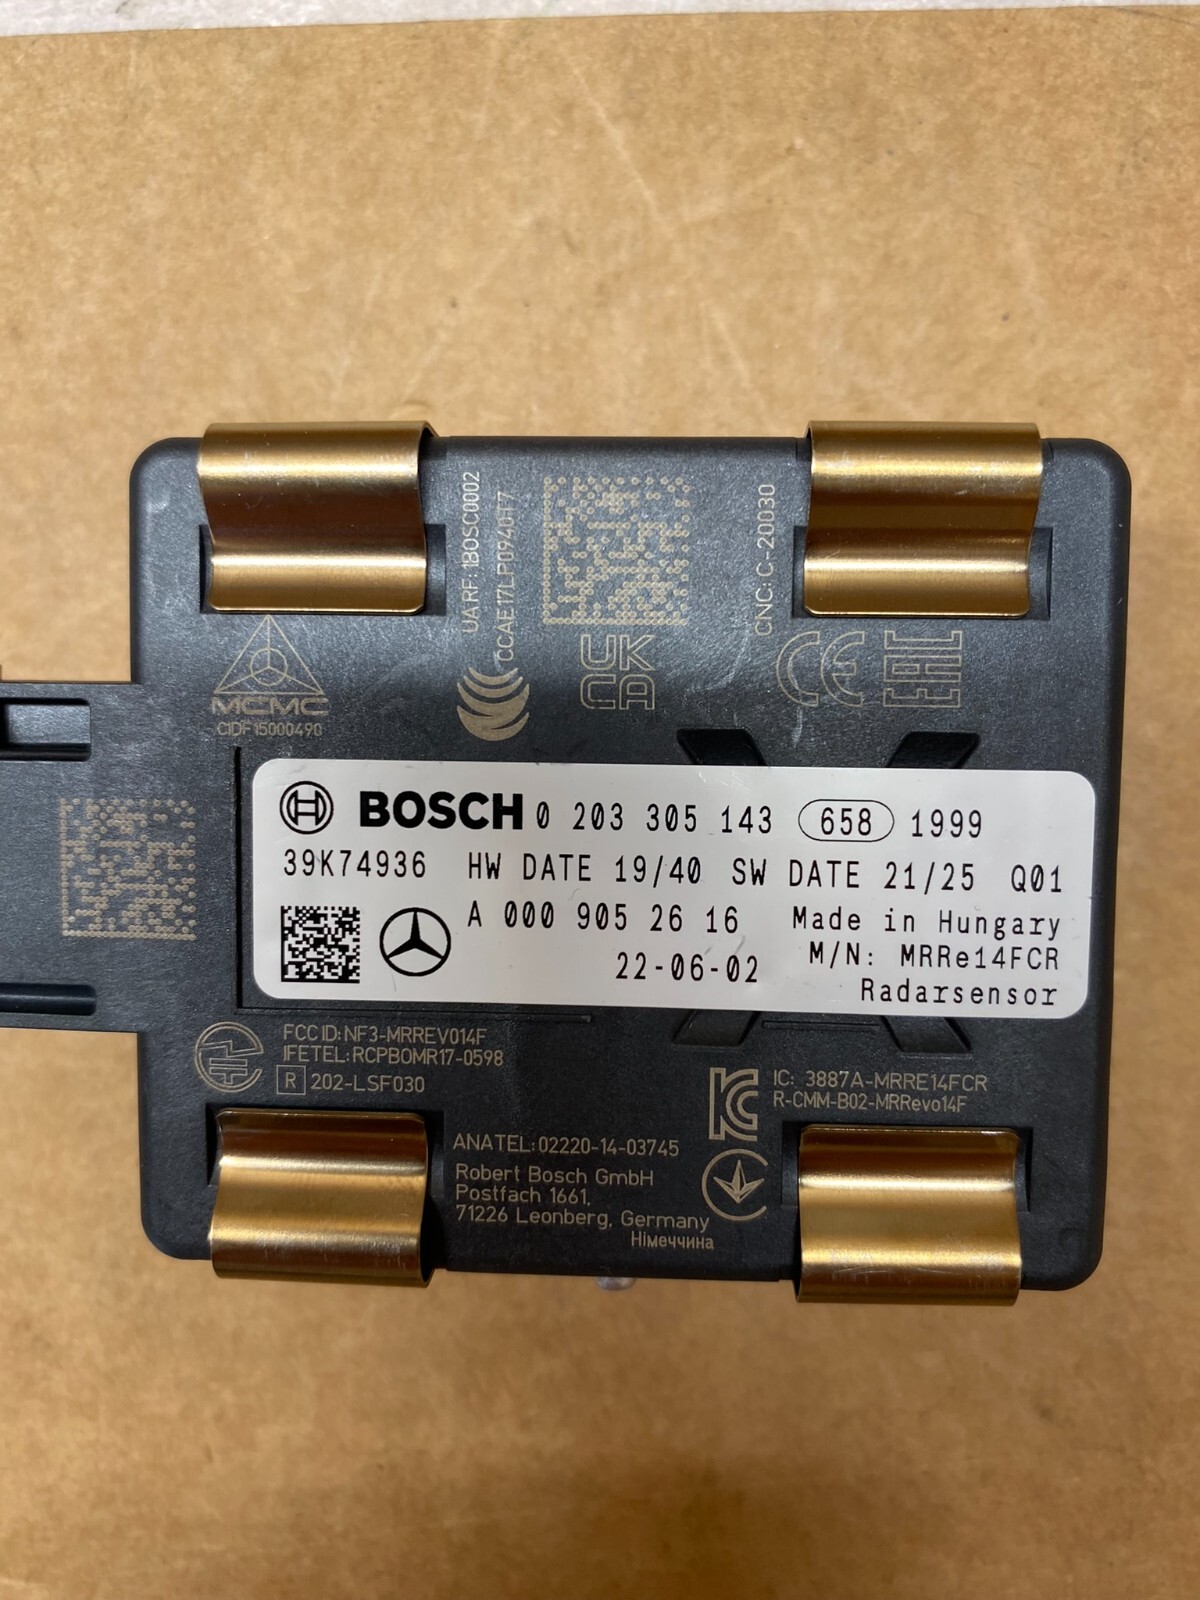 UA RF: 1BOSC0002
CCAE17LP0940T7
CNC: C-20030
MCMC
CIDF15000490
UK
CA
CE
EAC
BOSCH 0 203 305 143 658 1999
39K74936 HW DATE 19/40 SW DATE 21/25 Q01
A 000 905 26 16 Made in Hungary
22-06-02 M/N: MRRe14FCR
Radarsensor
FCC ID: NF3-MRREVO14F
IFETEL: RCPBOMR17-0598
R 202-LSF030
IC: 3887A-MRRE14FCR
R-CMM-B02-MRRevo14F
ANATEL: 02220-14-03745
Robert Bosch GmbH
Postfach 1661,
71226 Leonberg, Germany
Німеччина